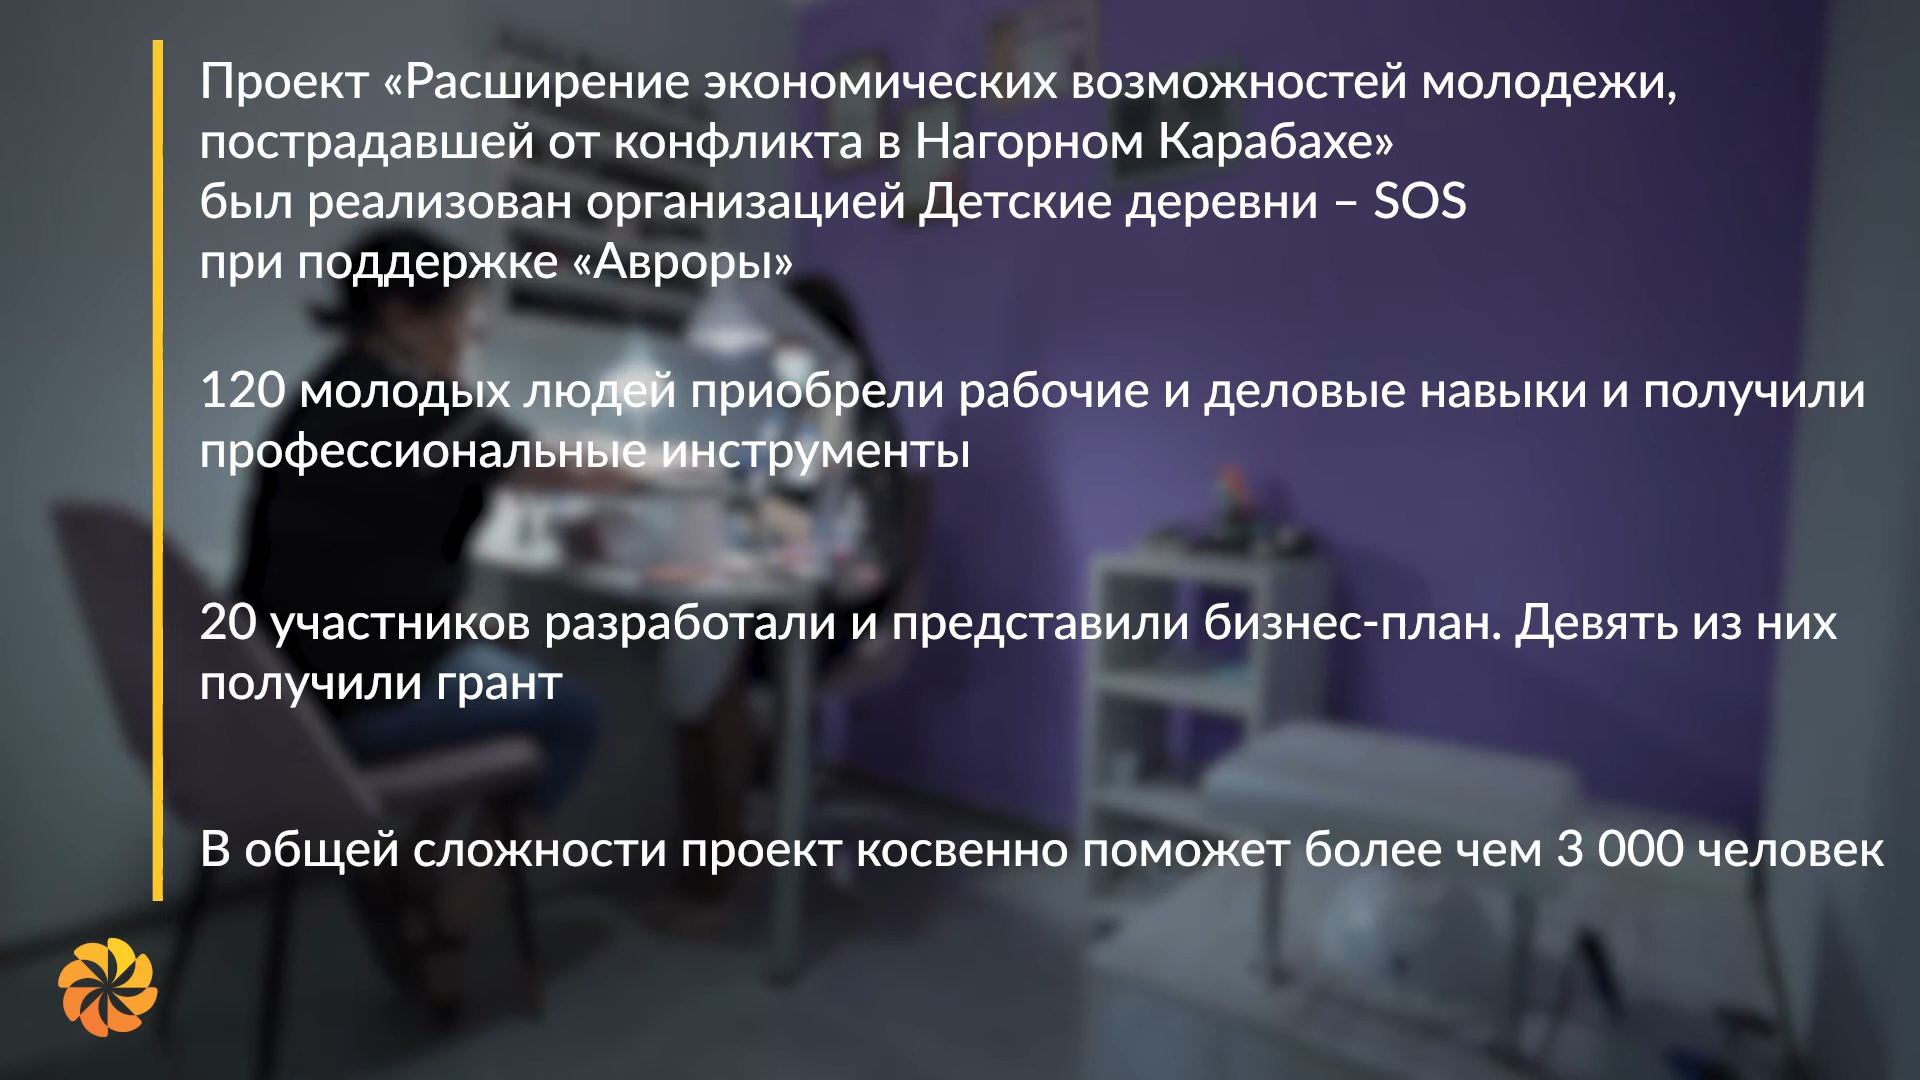 Проект «Расширение экономических возможностей молодежи,
пострадавшей от конфликта в Нагорном Карабахе»
был реализован организацией Детские деревни – SOS
при поддержке «Авроры»
120 молодых людей приобрели рабочие и деловые навыки и получили
профессиональные инструменты
20 участников разработали и представили бизнес-план. Девять из них
получили грант
В общей сложности проект косвенно поможет более чем 3 000 человек